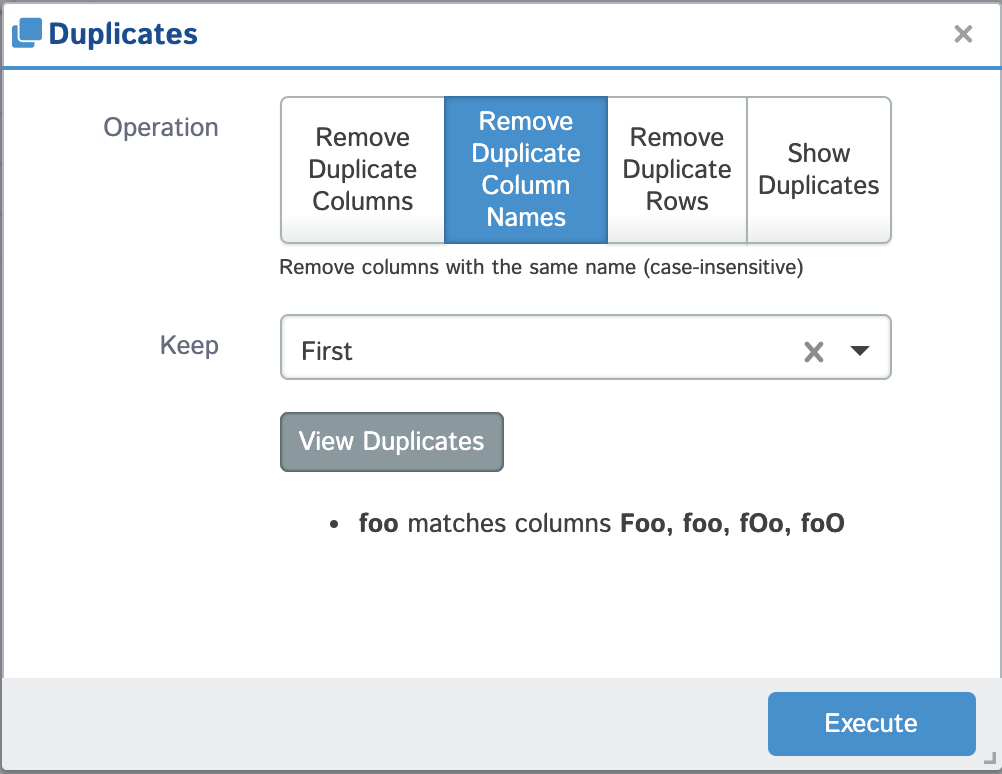 Duplicates
Operation
Remove
Duplicate
Columns
Remove
Duplicate
Column
Names
Remove
Duplicate
Rows
Show
Duplicates
Remove columns with the same name (case-insensitive)
Keep
First
View Duplicates
• foo matches columns Foo, foo, fOo, foO
Execute